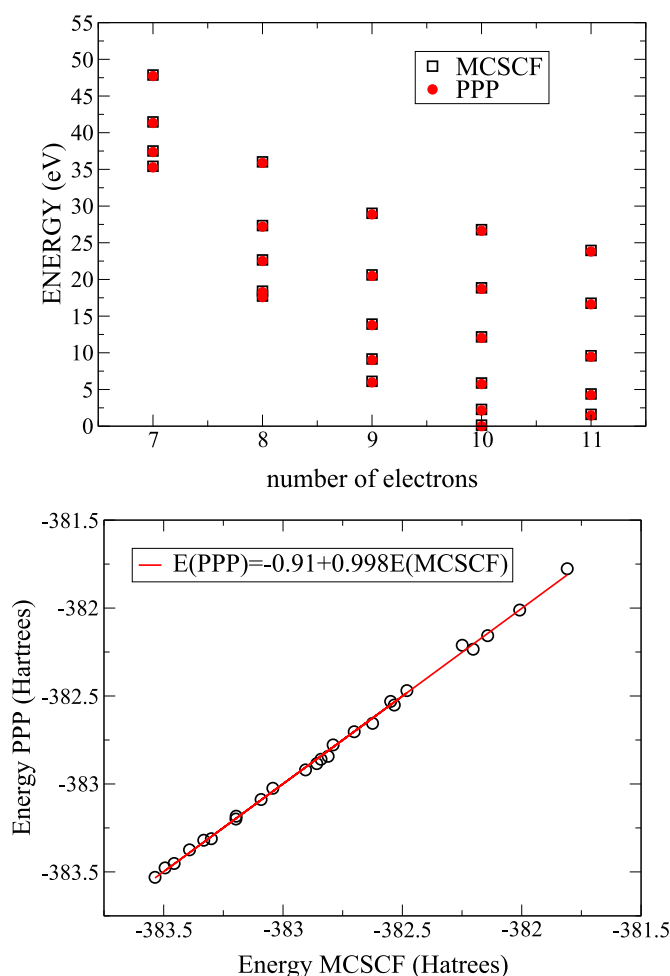 55
50
45
40
35
30
25
20
15
10
5
0
ENERGY (eV)
MCSCF
PPP
7 8 9 10 11
number of electrons
-381.5
-382
-382.5
-383
-383.5
Energy PPP (Hartrees)
E(PPP)=-0.91+0.998E(MCSCF)
-383.5 -383 -382.5 -382 -381.5
Energy MCSCF (Hatrees)